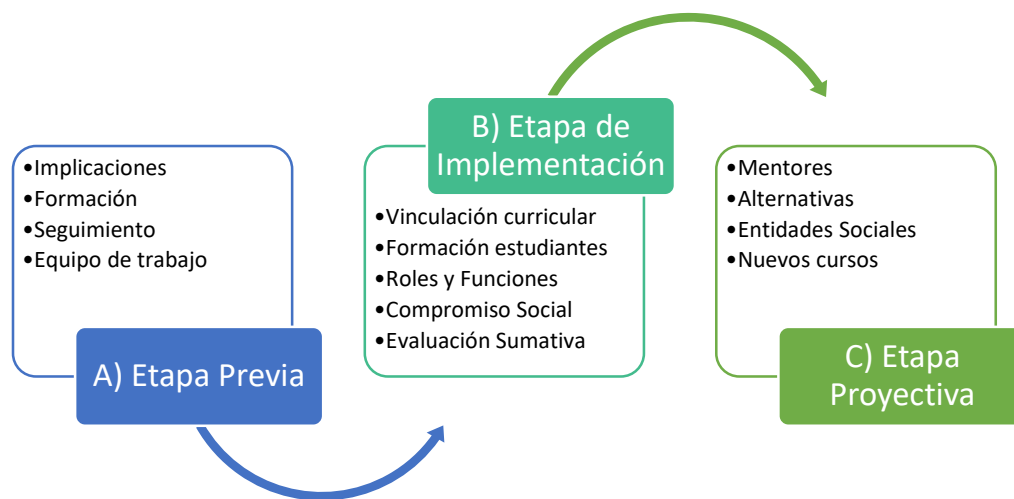 •Implicaciones
•Formación
•Seguimiento
•Equipo de trabajo
A) Etapa Previa
B) Etapa de
Implementación
•Vinculación curricular
•Formación estudiantes
•Roles y Funciones
•Compromiso Social
•Evaluación Sumativa
•Mentores
•Alternativas
•Entidades Sociales
•Nuevos cursos
C) Etapa
Proyectiva